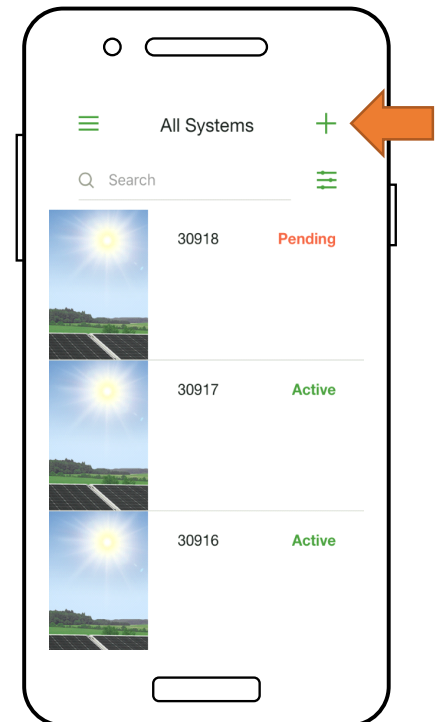 All Systems
Search
30918 Pending
30917 Active
30916 Active